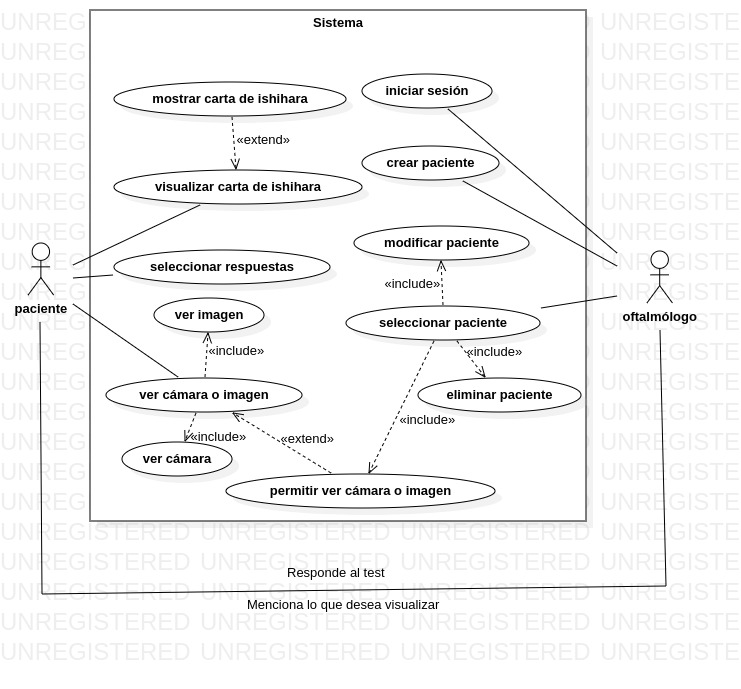 Sistema
mostrar carta de ishihara
iniciar sesión
«extend»
crear paciente
visualizar carta de ishihara
modificar paciente
seleccionar respuestas
«include»
paciente
ver imagen
seleccionar paciente
oftalmólogo
«include»
«include»
ver cámara o imagen
eliminar paciente
«include»
«include»
«extend»
ver cámara
permitir ver cámara o imagen
Responde al test
Menciona lo que desea visualizar
UNREGISTERED UNREGISTERED UNREGISTERED UNREGISTE